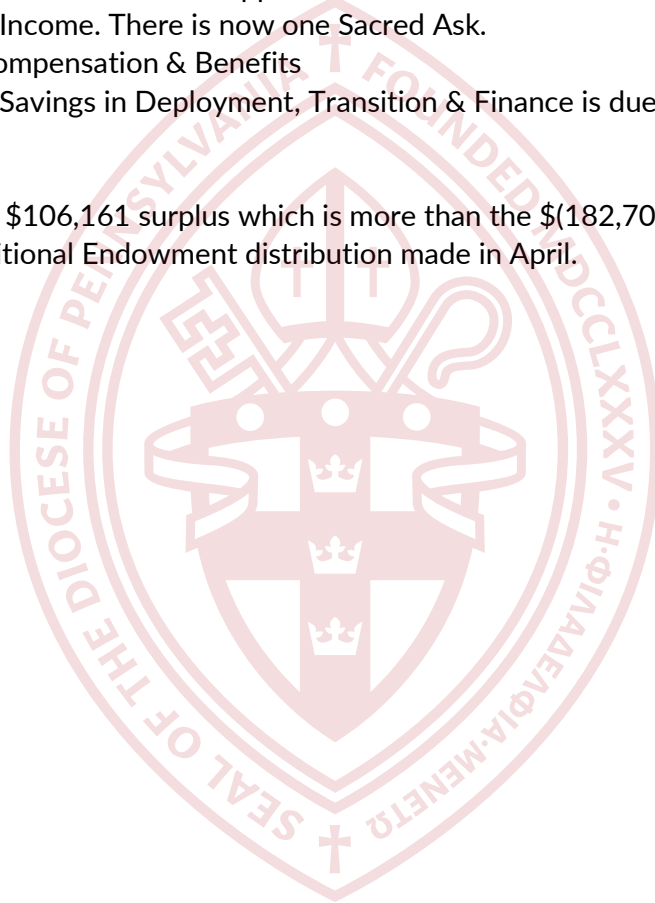 Income. There is now one Sacred Ask.
ompensation & Benefits
Savings in Deployment, Transition & Finance is due
$106,161 surplus which is more than the $(182,70
itional Endowment distribution made in April.
SEAL OF THE DIOCESE OF PENNSYLVANIA
FOUNDED MDCCLXXXV • Η·ΦΙΛΑΔΕΛΦΙΑ·ΜΕΝΕΤΩ